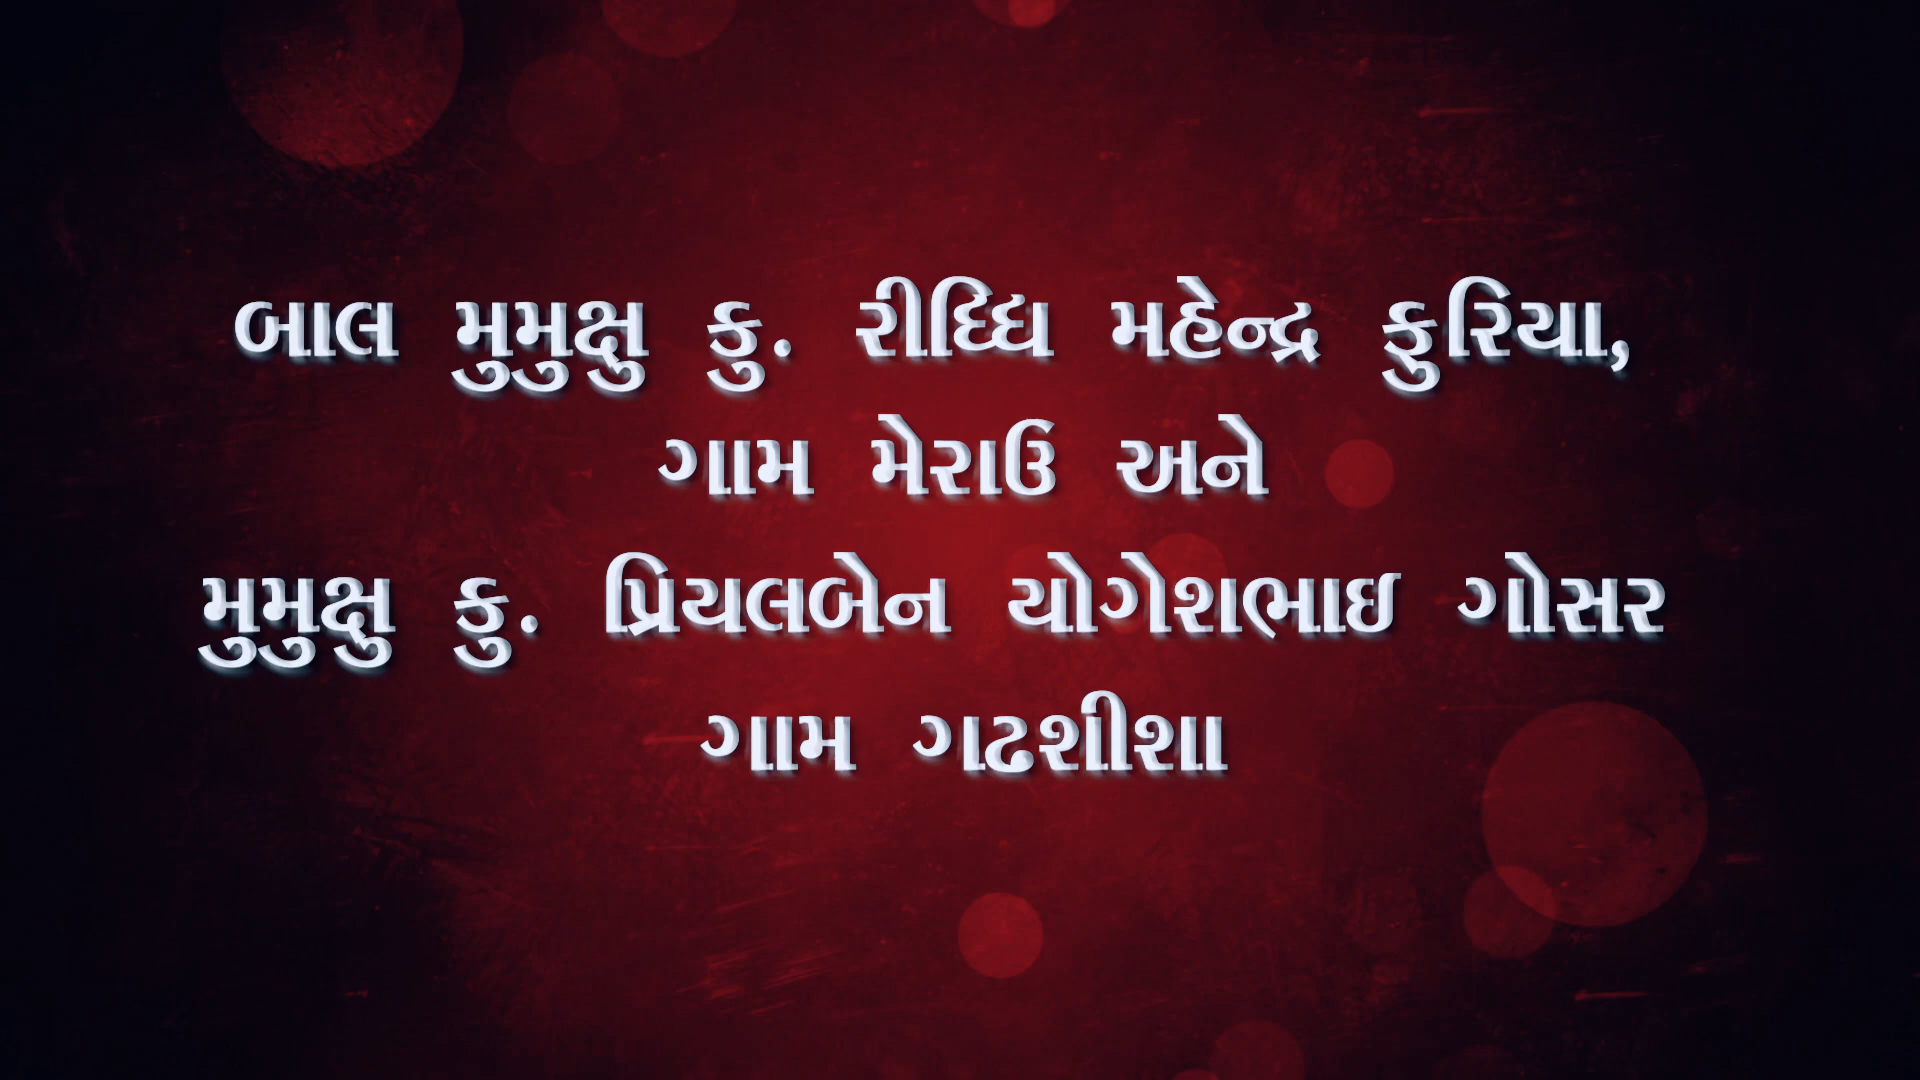 બાલ મુમુક્ષુ કુ. રીધ્ધિ મહેન્દ્ર ફુરિયા,
ગામ મેરાઉ અને
મુમુક્ષુ કુ. પ્રિયલબેન યોગેશભાઇ ગોસર
ગામ ગઢશીશા